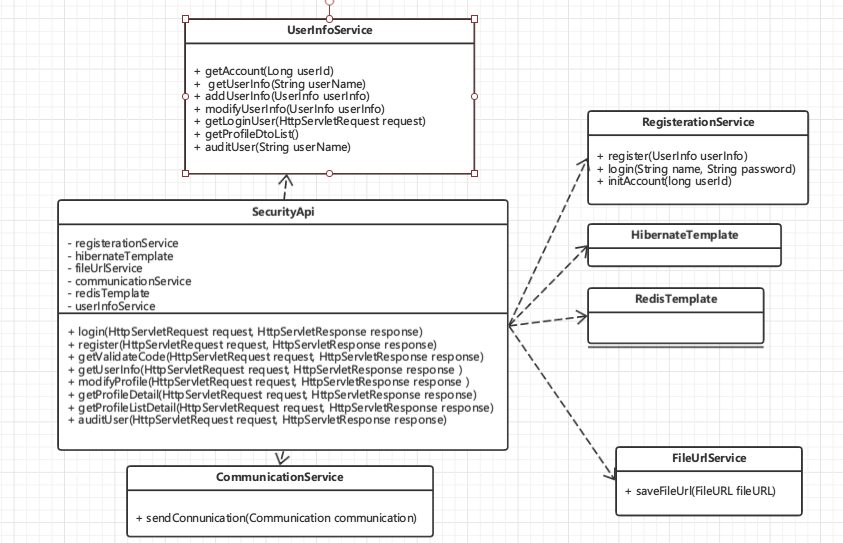 UserInfoService
+ getAccount(Long userId)
+ getUserInfo(String userName)
+ addUserInfo(UserInfo userInfo)
+ modifyUserInfo(UserInfo userInfo)
+ getLoginUser(HttpServletRequest request)
+ getProfileDtoList()
+ auditUser(String userName)
RegisterationService
+ register(UserInfo userInfo)
+ login(String name, String password)
+ initAccount(long userId)
SecurityApi
- registerationService
- hibernateTemplate
- fileUrlService
- communicationService
- redisTemplate
- userInfoService
+ login(HttpServletRequest request, HttpServletResponse response)
+ register(HttpServletRequest request, HttpServletResponse response)
+ getValidateCode(HttpServletRequest request, HttpServletResponse response)
+ getUserInfo(HttpServletRequest request, HttpServletResponse response )
+ modifyProfile(HttpServletRequest request, HttpServletResponse response )
+ getProfileDetail(HttpServletRequest request, HttpServletResponse response)
+ getProfileListDetail(HttpServletRequest request, HttpServletResponse response)
+ auditUser(HttpServletRequest request, HttpServletResponse response)
HibernateTemplate
RedisTemplate
FileUrlService
+ saveFileUrl(FileURL fileURL)
CommunicationService
+ sendConnunication(Communication communication)